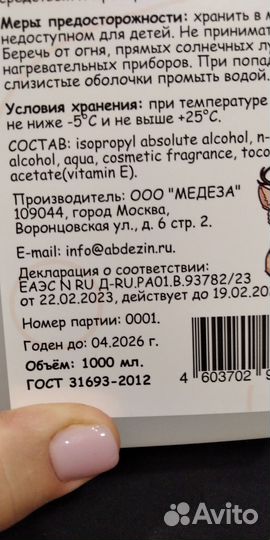 Меры предосторожности: хранить в
недоступном для детей. Не принимат
Беречь от огня, прямых солнечных л
нагревательных приборов. При попад
слизистые оболочки промыть водой.
Условия хранения: при температуре
не ниже -5°С и не выше +25°С.
СОСТАВ: isopropyl absolute alcohol, n-
alcohol, aqua, cosmetic fragrance, toco
acetate(vitamin E).
Производитель: ООО "МЕДЕЗА"
109044, город Москва,
Воронцовская ул., д. 6 стр. 2.
E-mail: info@abdezin.ru.
Декларация о соответствии:
ЕАЭС N RU Д-RU.РА01.В.93782/23
от 22.02.2023, действует до 19.02.20
Номер партии: 0001.
Годен до 04.2026 г.
Объём: 1000 мл.
ГОСТ 31693-2012
4 603702 9
Avito